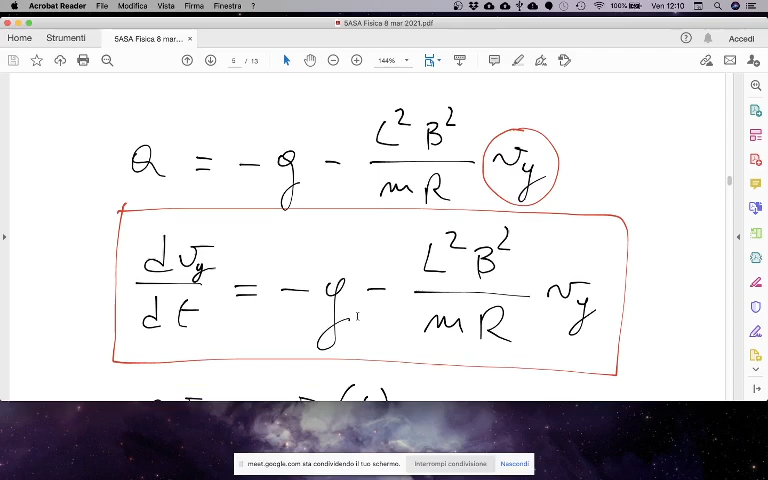 Acrobat Reader File Modifica Vista Firma Finestra ? 100% Ven 12:10
5ASA Fisica 8 mar 2021.pdf
Home Strumenti 5ASA Fisica 8 mar... × ? Accedi
5 / 13 144%
a = - g - L² B² / m R v_y
d v_y / d t = - g - L² B² / m R v_y
meet.google.com sta condividendo il tuo schermo. Interrompi condivisione Nascondi